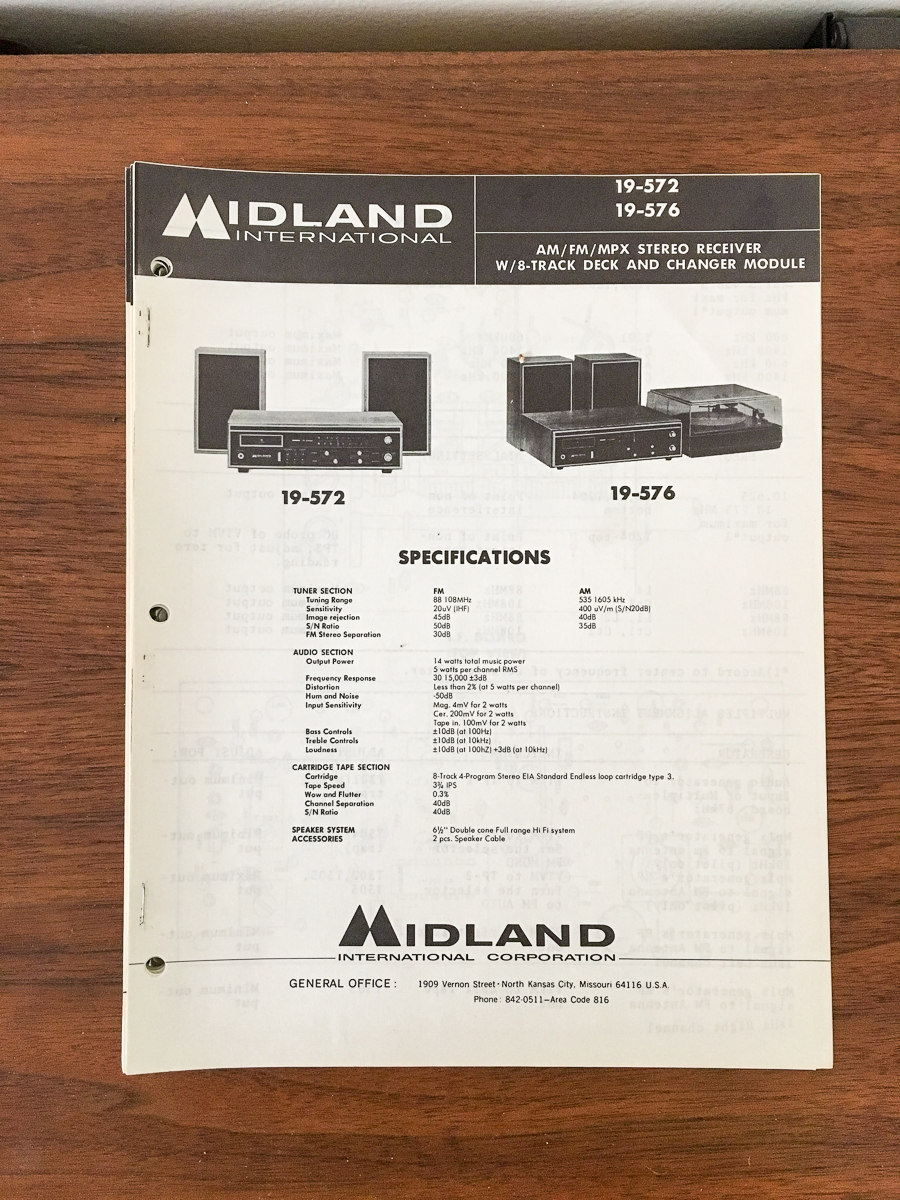 MIDLAND
INTERNATIONAL
19-572
19-576
AM/FM/MPX STEREO RECEIVER
W/8-TRACK DECK AND CHANGER MODULE
19-572
19-576
SPECIFICATIONS
TUNER SECTION FM AM
Tuning Range 88 108MHz 535 1605 kHz
Sensitivity 20uV (IHF) 400 uV/m (S/N20dB)
Image rejection 45dB 40dB
S/N Ratio 50dB 35dB
FM Stereo Separation 30dB
AUDIO SECTION
Output Power 14 watts total music power
5 watts per channel RMS
Frequency Response 30 15,000 ±3dB
Distortion Less than 2% (at 5 watts per channel)
Hum and Noise -50dB
Input Sensitivity Mag. 4mV for 2 watts
Cer. 200mV for 2 watts
Tape in. 100mV for 2 watts
Bass Controls ±10dB (at 100Hz)
Treble Controls ±10dB (at 10kHz)
Loudness ±10dB (at 100hZ) +3dB (at 10kHz)
CARTRIDGE TAPE SECTION
Cartridge 8-Track 4-Program Stereo EIA Standard Endless loop cartridge type 3.
Tape Speed 3¾ IPS
Wow and Flutter 0.3%
Channel Separation 40dB
S/N Ratio 40dB
SPEAKER SYSTEM 6½" Double cone Full range Hi Fi system
ACCESSORIES 2 pcs. Speaker Cable
MIDLAND
INTERNATIONAL CORPORATION
GENERAL OFFICE : 1909 Vernon Street · North Kansas City, Missouri 64116 U.S.A.
Phone: 842-0511—Area Code 816